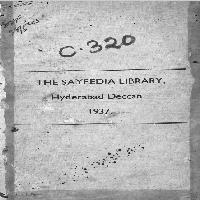 C. 320
THE SAYEEDIA LIBRARY,
Hyderabad Deccan
1937